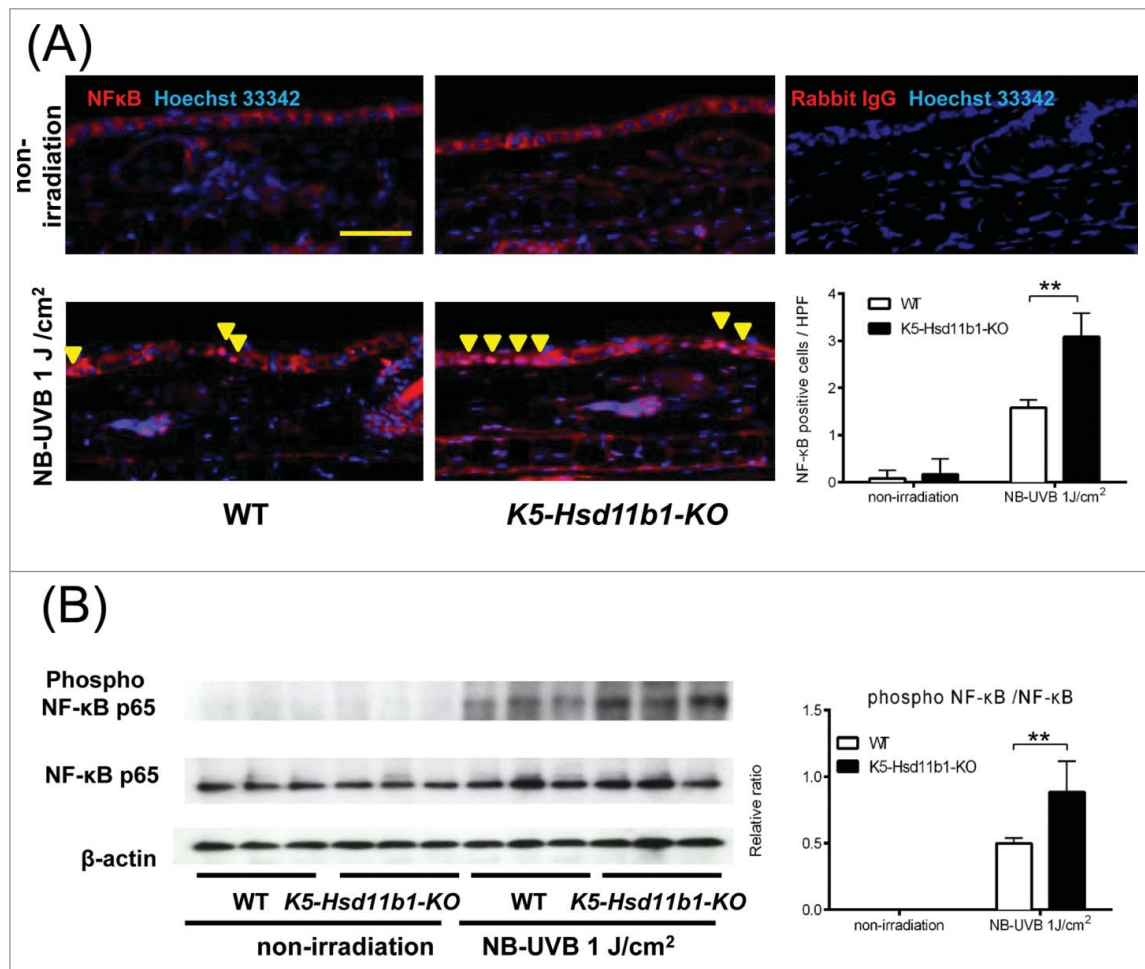 (A)
NFκB Hoechst 33342
Rabbit IgG Hoechst 33342
non-
irradiation
NB-UVB 1 J /cm²
WT
K5-Hsd11b1-KO
NF-κB positive cells / HPF
4
3
2
1
0
WT
K5-Hsd11b1-KO
**
non-irradiation
NB-UVB 1J/cm²
(B)
Phospho
NF-κB p65
NF-κB p65
β-actin
WT K5-Hsd11b1-KO WT K5-Hsd11b1-KO
non-irradiation NB-UVB 1 J/cm²
phospho NF-κB /NF-κB
Relative ratio
1.5
1.0
0.5
0.0
WT
K5-Hsd11b1-KO
**
non-irradiation
NB-UVB 1J/cm²